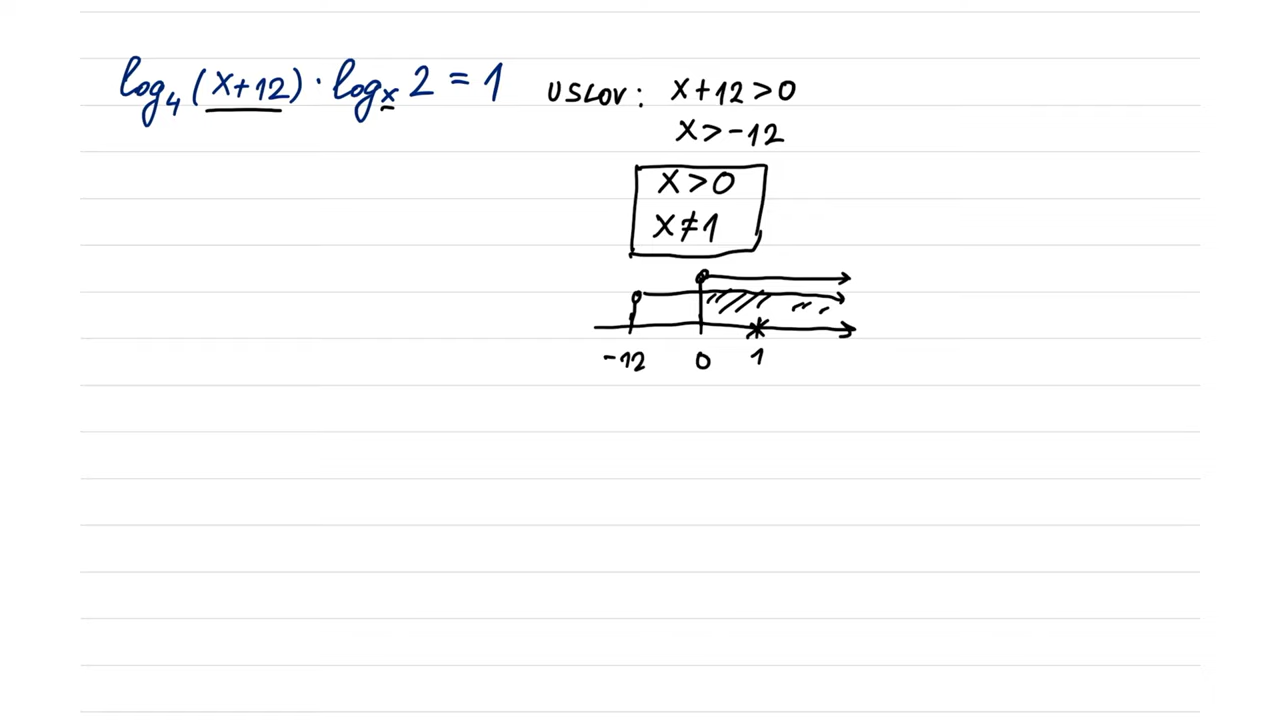 log₄(x+12) · logₓ 2 = 1
USLOV: x+12>0
x>-12
x>0
x≠1
-12 0 1